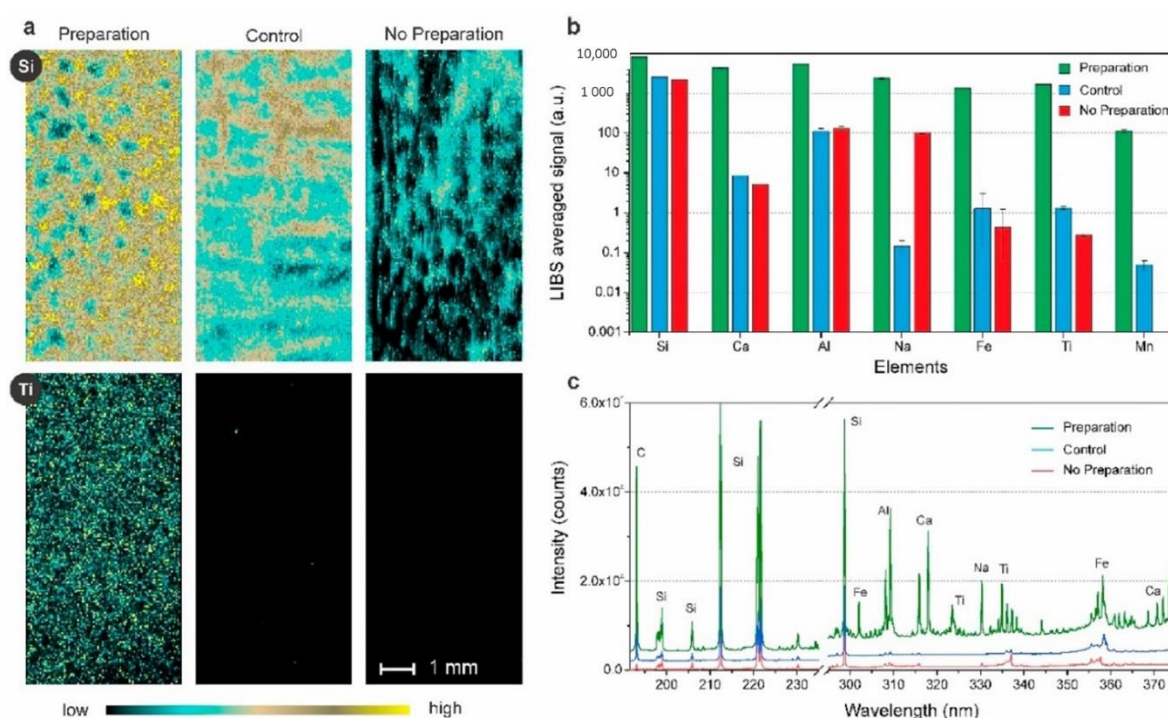 a
Preparation Control No Preparation
Si
Ti
1 mm
low high
b
LIBS averaged signal (a.u.)
10,000
1 000
100
10
1
0.1
0.01
0.001
Preparation
Control
No Preparation
Si Ca Al Na Fe Ti Mn
Elements
c
Intensity (counts)
4.0x10
2.0x10
0.0
C
Si
Si
Si
Si
Fe
Al
Ca
Ti
Na
Ti
Fe
Ca
Preparation
Control
No Preparation
200 210 220 230 300 310 320 330 340 350 360 370
Wavelength (nm)